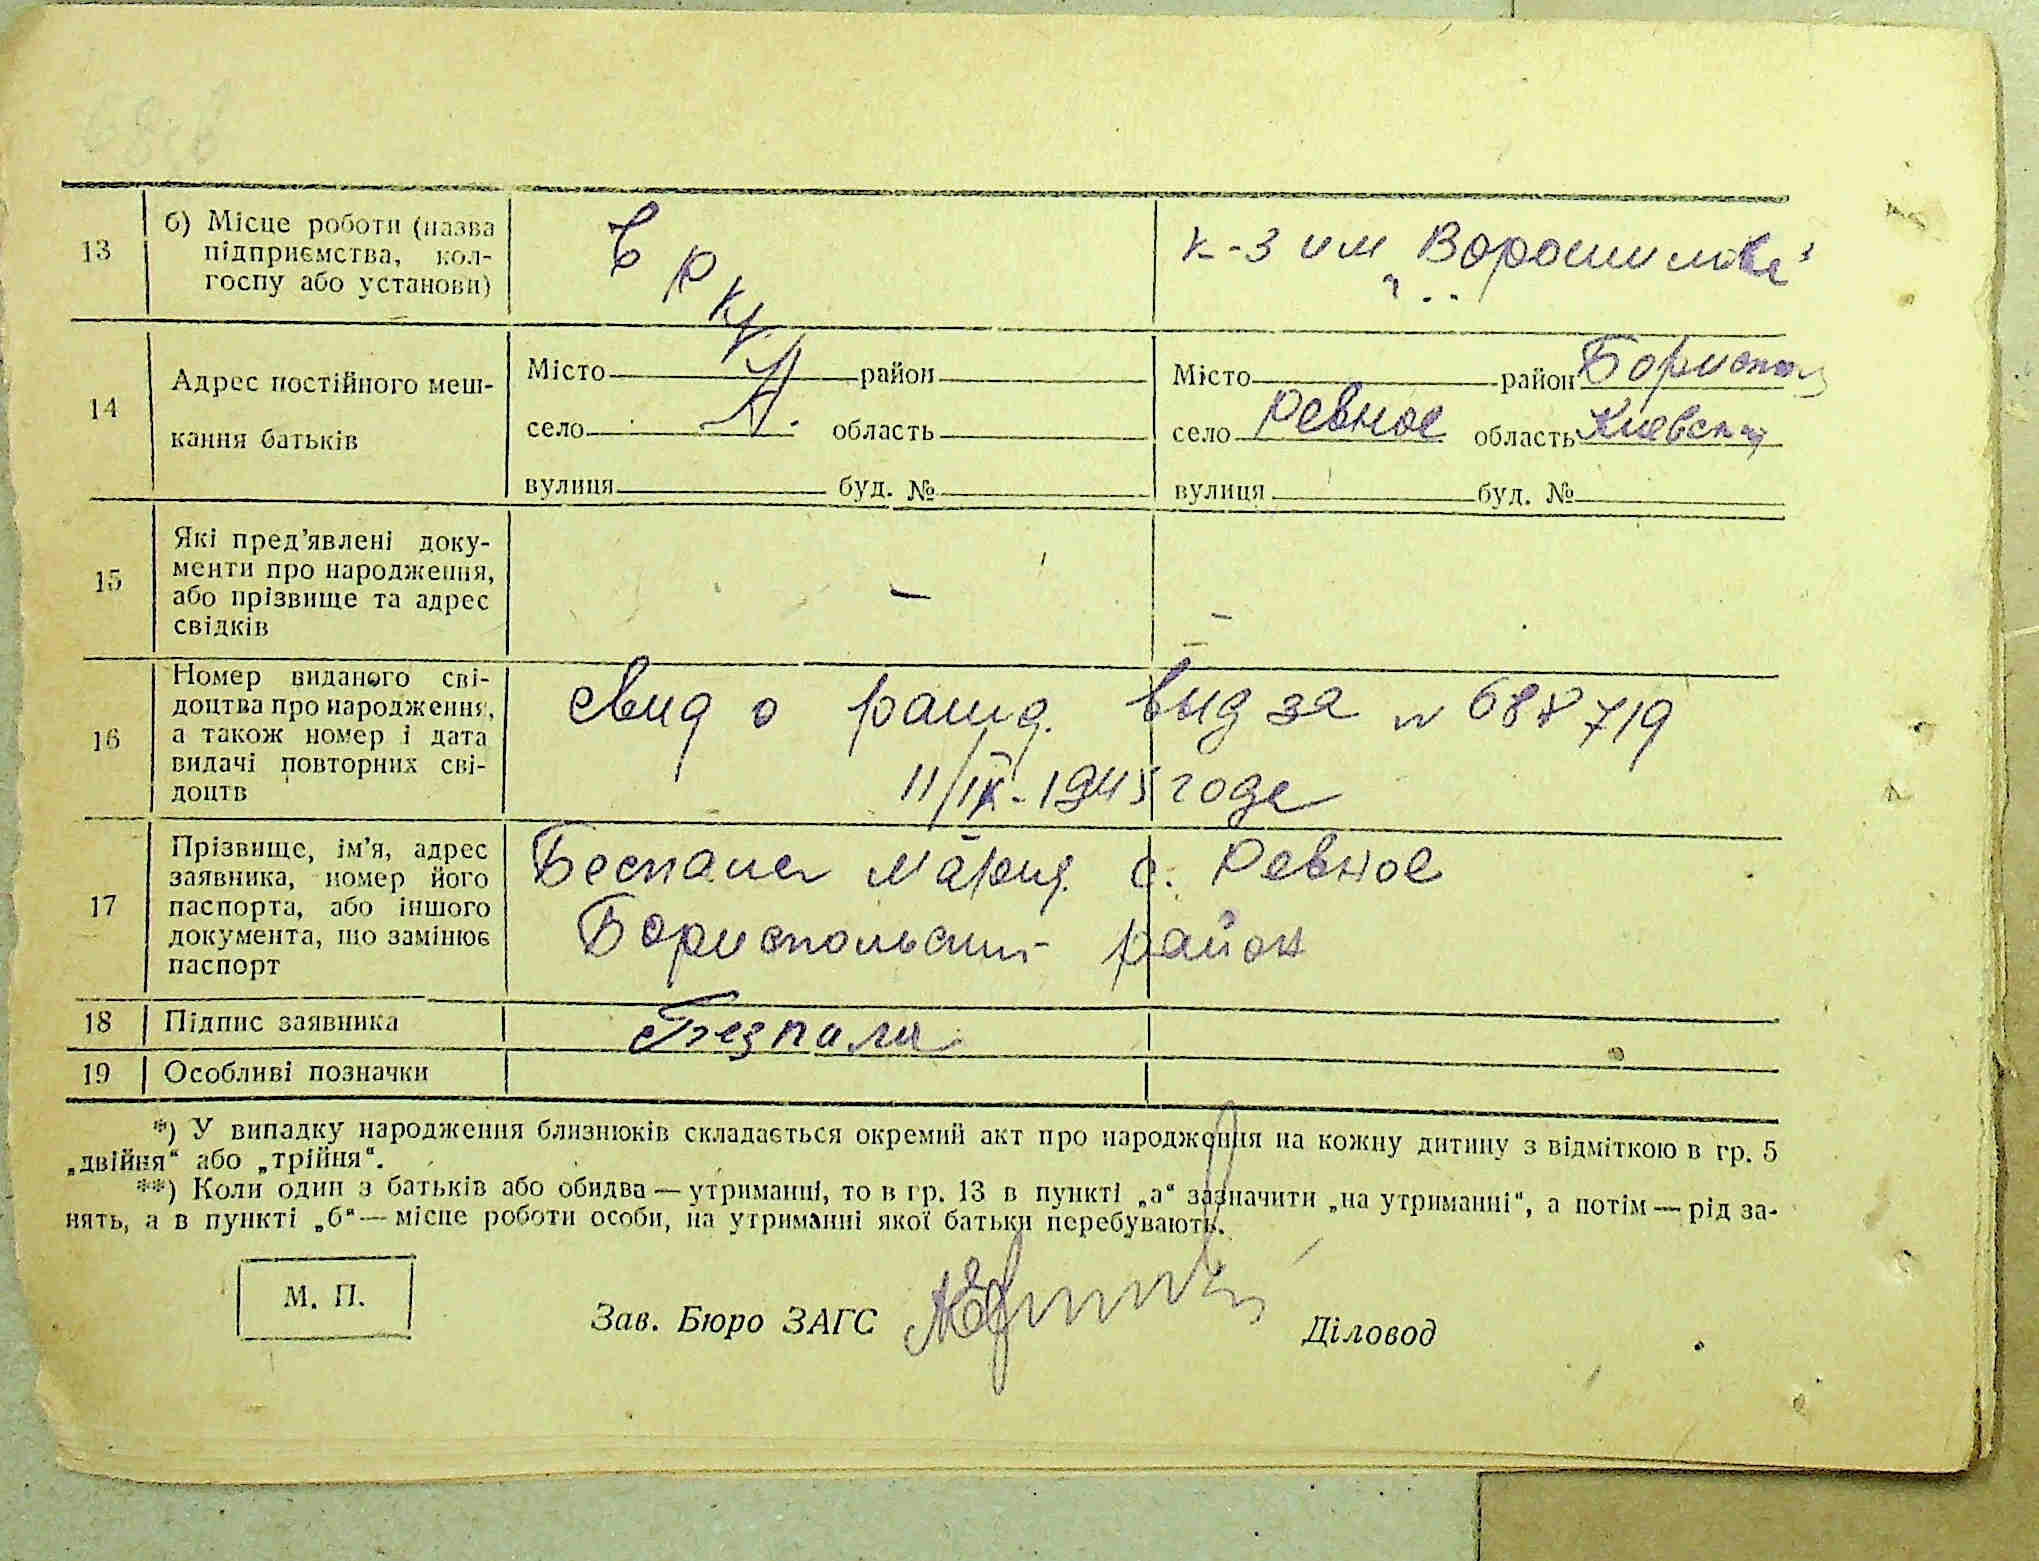 13
б) Місце роботи (назва
підприємства, кол-
госпу або установи)
в РККА.
к-з им „Ворошилова"
14
Адрес постійного меш-
кання батьків
Місто район
село область
вулиця буд. №
Місто район Бориспол
село Ревное область Киевская
вулиця буд. №
15
Які пред'явлені доку-
менти про народження,
або прізвище та адрес
свідків
–
–
16
Номер виданого сві-
доцтва про народження,
а також номер і дата
видачі повторних сві-
доцтв
свид о рашд. вид за № 688719
11/IX-1945 года
17
Прізвище, ім'я, адрес
заявника, номер його
паспорта, або іншого
документа, що замінює
паспорт
Беспала Мария с. Ревное
Бориспольский район
18
Підпис заявника
Безпала
19
Особливі позначки
*) У випадку народження близнюків складається окремий акт про народження на кожну дитину з відміткою в гр. 5
„двійня" або „трійня".
**) Коли один з батьків або обидва — утриманні, то в гр. 13 в пункті „а" зазначити „на утриманні", а потім — рід за-
нять, а в пункті „б" — місце роботи особи, на утриманні якої батьки перебувають.
М. П.
Зав. Бюро ЗАГС
Діловод